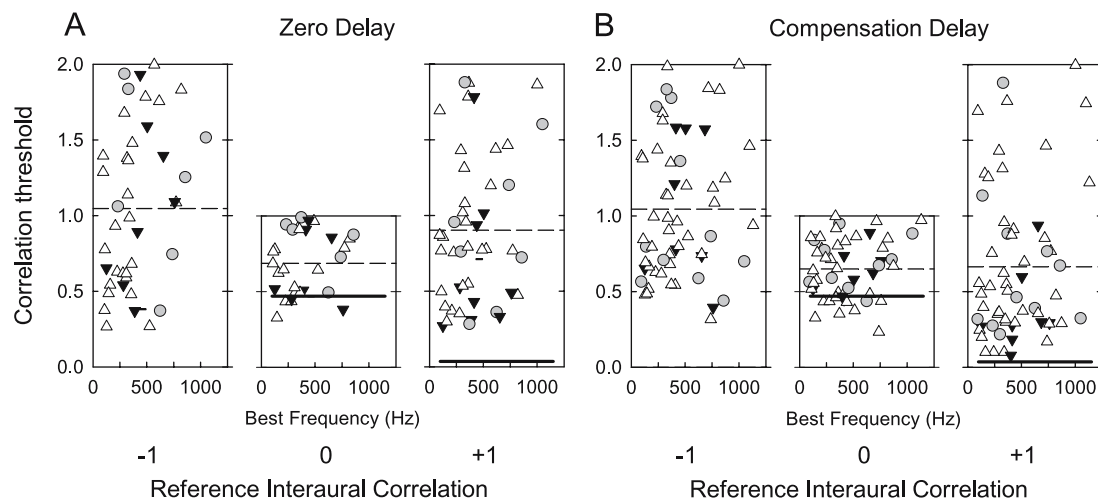 A
Zero Delay
B
Compensation Delay
Correlation threshold
2.0
1.5
1.0
0.5
0.0
0 500 1000 0 500 1000 0 500 1000 0 500 1000 0 500 1000 0 500 1000
Best Frequency (Hz)
Best Frequency (Hz)
-1 0 +1 -1 0 +1
Reference Interaural Correlation
Reference Interaural Correlation
2.0
1.5
1.0
0.5
0.0